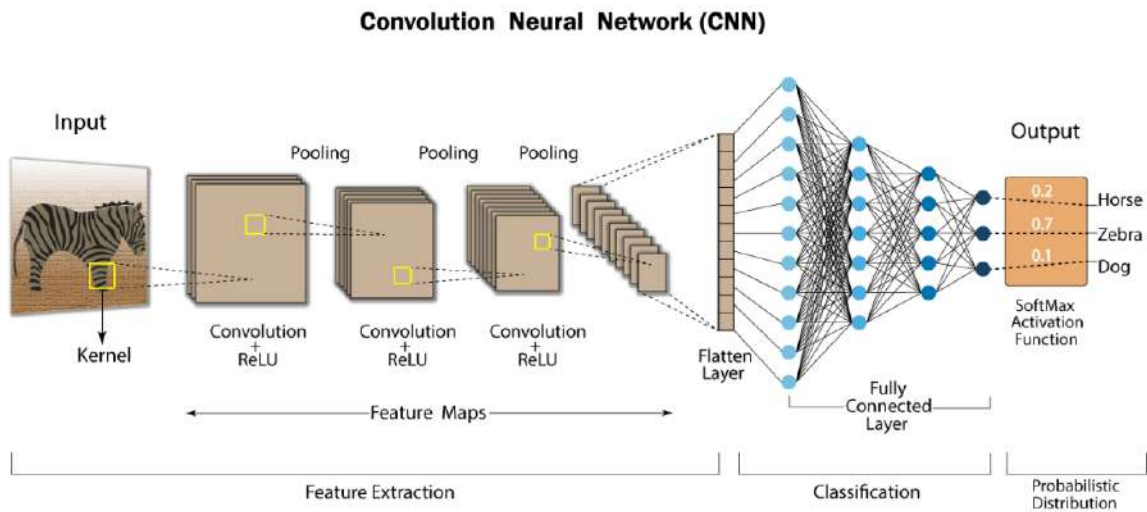 Convolution Neural Network (CNN)
Input
Pooling
Pooling
Pooling
Output
0.2
Horse
0.7
Zebra
0.1
Dog
Kernel
Convolution
+
ReLU
Convolution
+
ReLU
Convolution
+
ReLU
Flatten
Layer
SoftMax
Activation
Function
Feature Maps
Fully
Connected
Layer
Feature Extraction
Classification
Probabilistic
Distribution